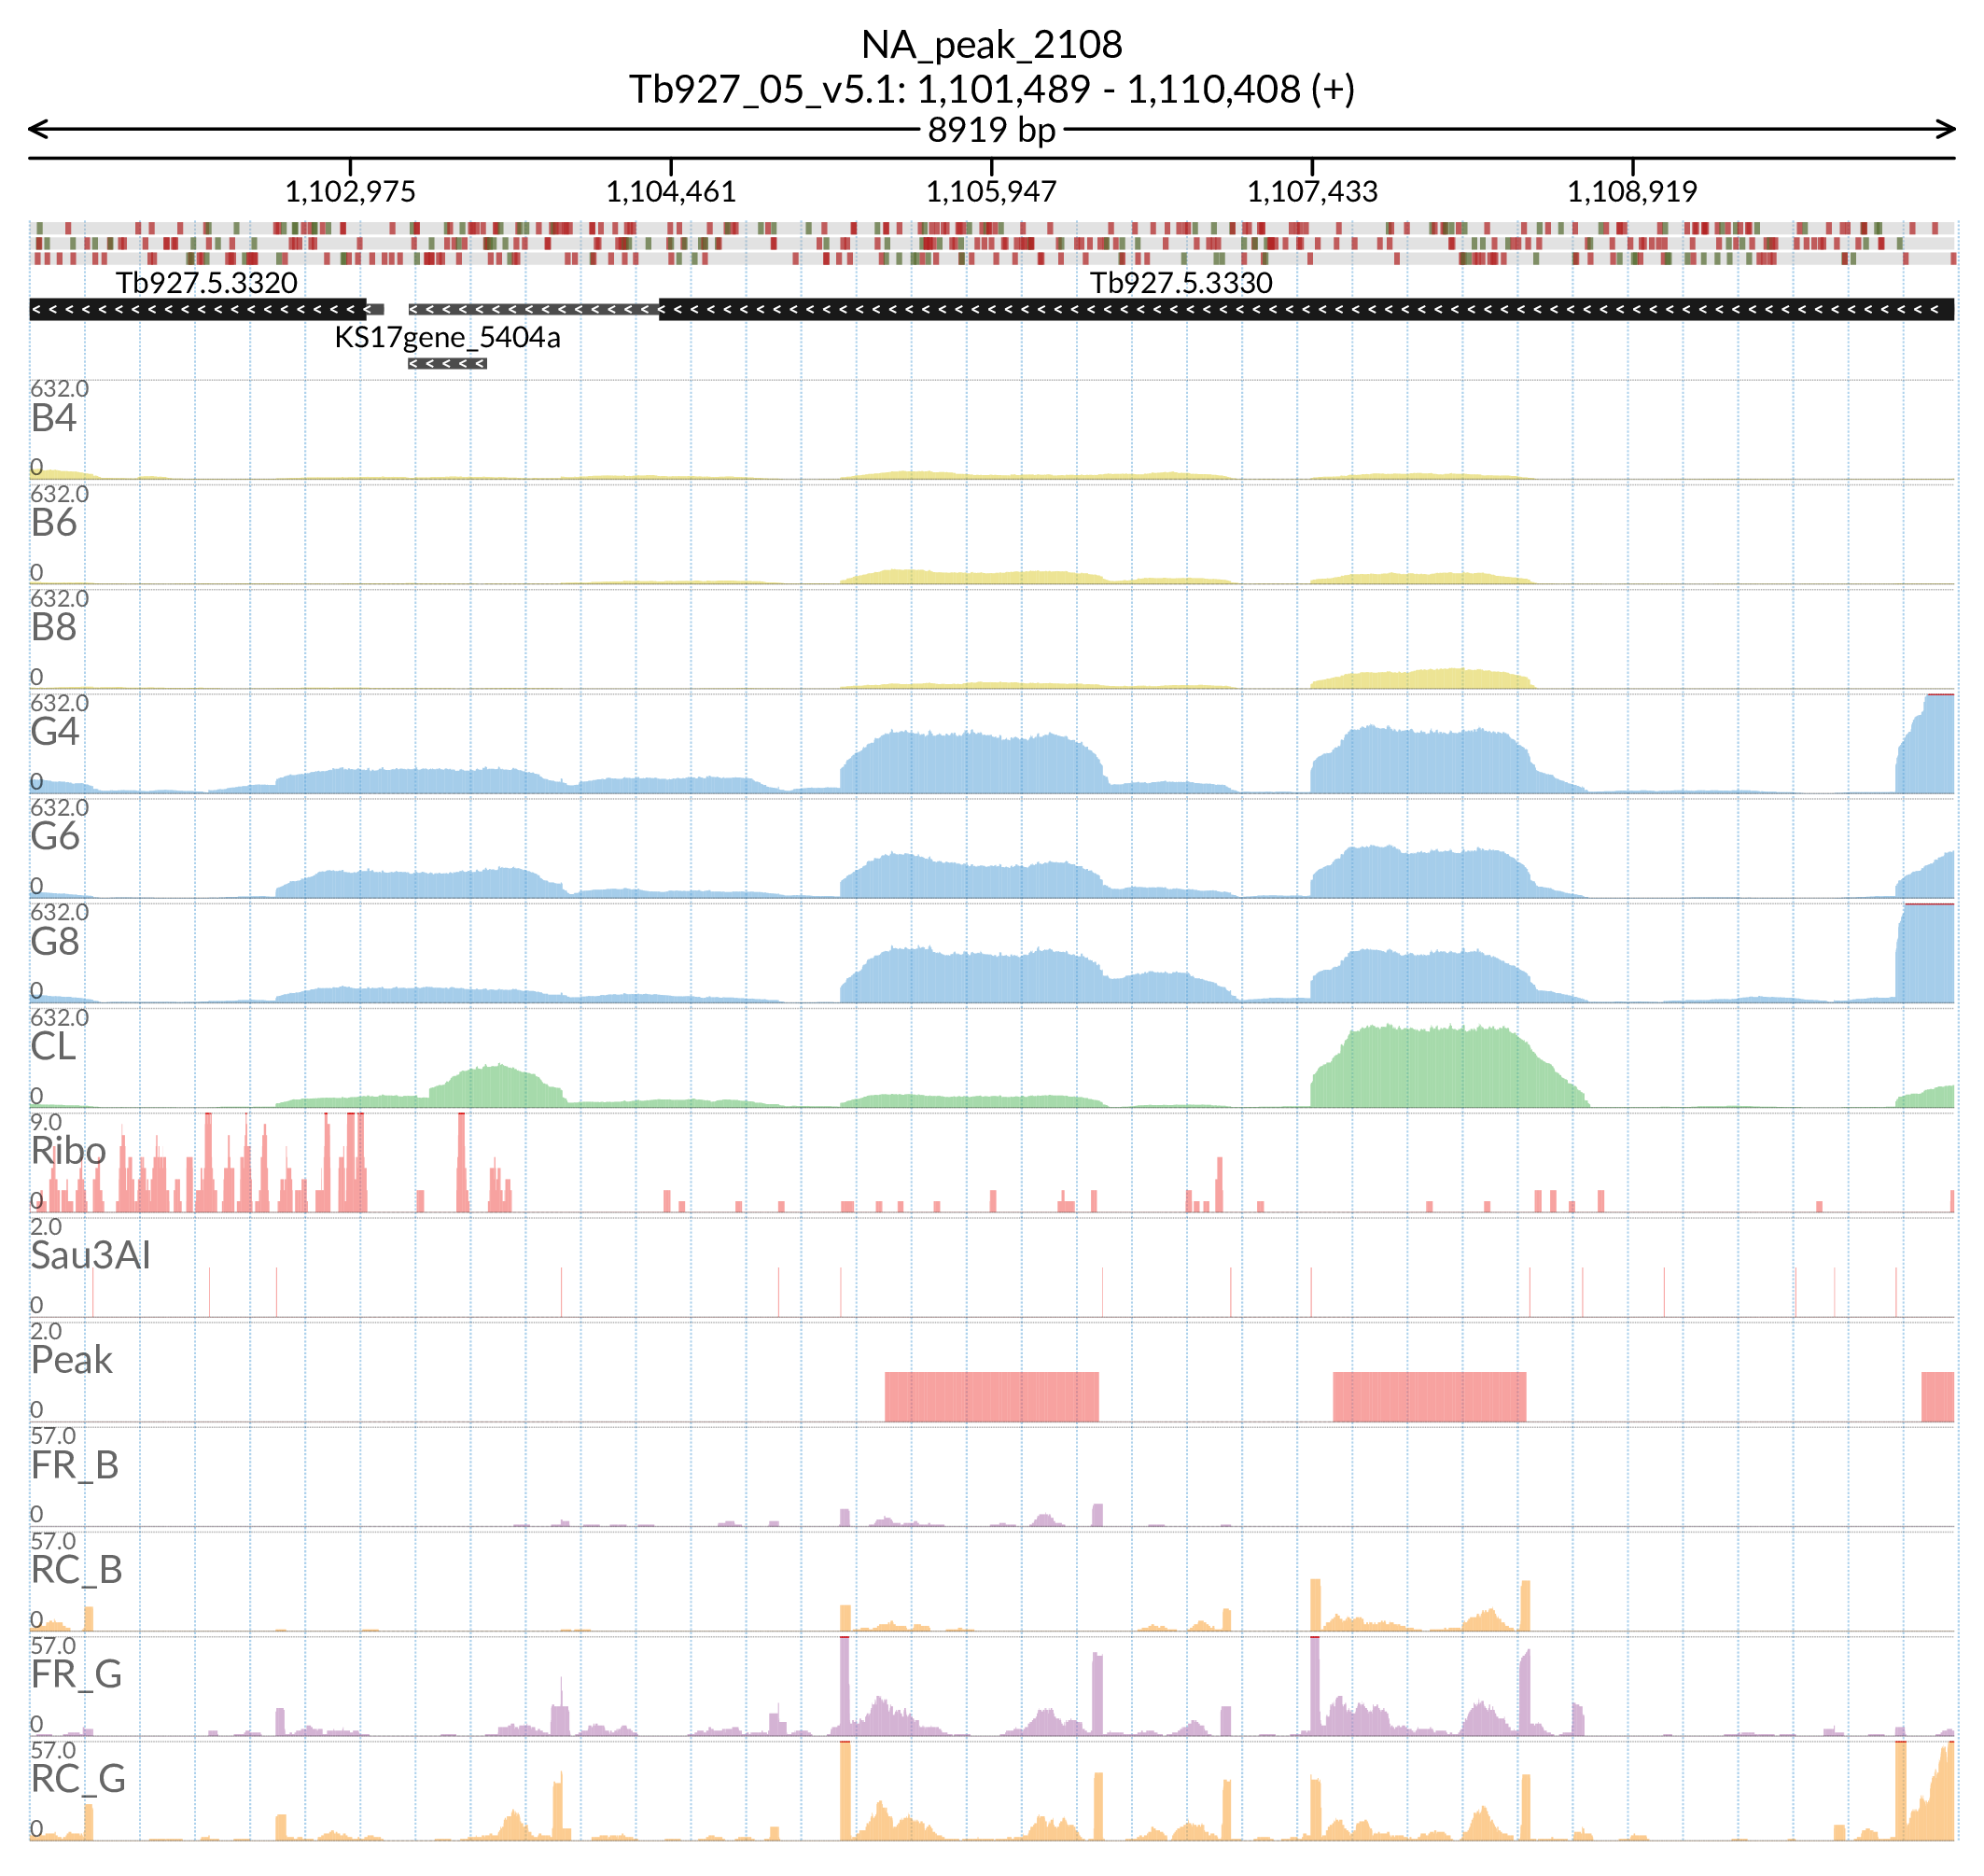 NA_peak_2108
Tb927_05_v5.1: 1,101,489 - 1,110,408 (+)
8919 bp
1,102,975 1,104,461 1,105,947 1,107,433 1,108,919
Tb927.5.3320 Tb927.5.3330
KS17gene_5404a
632.0
B4
0
632.0
B6
0
632.0
B8
0
632.0
G4
0
632.0
G6
0
632.0
G8
0
632.0
CL
0
9.0
Ribo
0
2.0
Sau3AI
0
2.0
Peak
0
57.0
FR_B
0
57.0
RC_B
0
57.0
FR_G
0
57.0
RC_G
0